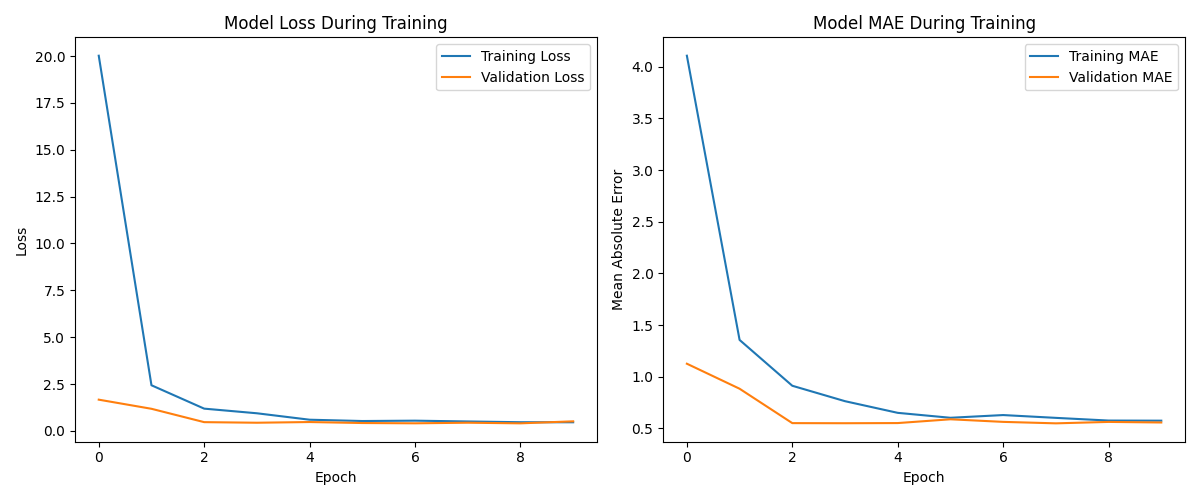 Model Loss During Training
20.0
17.5
15.0
12.5
10.0
7.5
5.0
2.5
0.0
Loss
0 2 4 6 8
Epoch
Training Loss
Validation Loss
Model MAE During Training
4.0
3.5
3.0
2.5
2.0
1.5
1.0
0.5
Mean Absolute Error
0 2 4 6 8
Epoch
Training MAE
Validation MAE